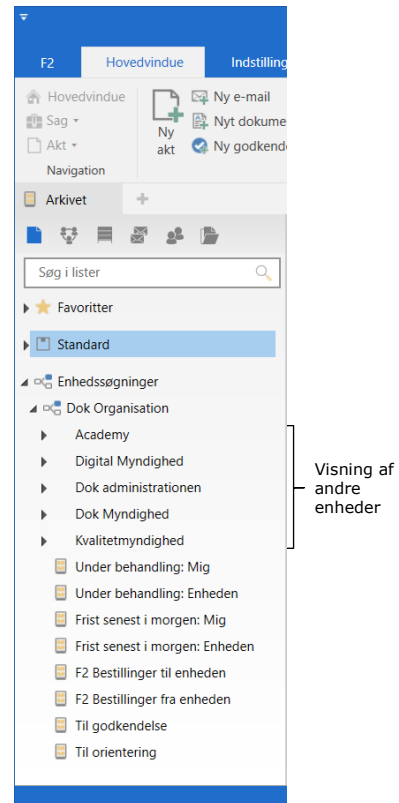 F2
Hovedvindue
Indstilling
Hovedvindue
Sag
Akt
Navigation
Ny
akt
Ny e-mail
Nyt dokume
Ny godkend
Arkivet
Søg i lister
Favoritter
Standard
Enhedssøgninger
Dok Organisation
Academy
Digital Myndighed
Dok administrationen
Dok Myndighed
Kvalitetmyndighed
Visning af
andre
enheder
Under behandling: Mig
Under behandling: Enheden
Frist senest i morgen: Mig
Frist senest i morgen: Enheden
F2 Bestillinger til enheden
F2 Bestillinger fra enheden
Til godkendelse
Til orientering